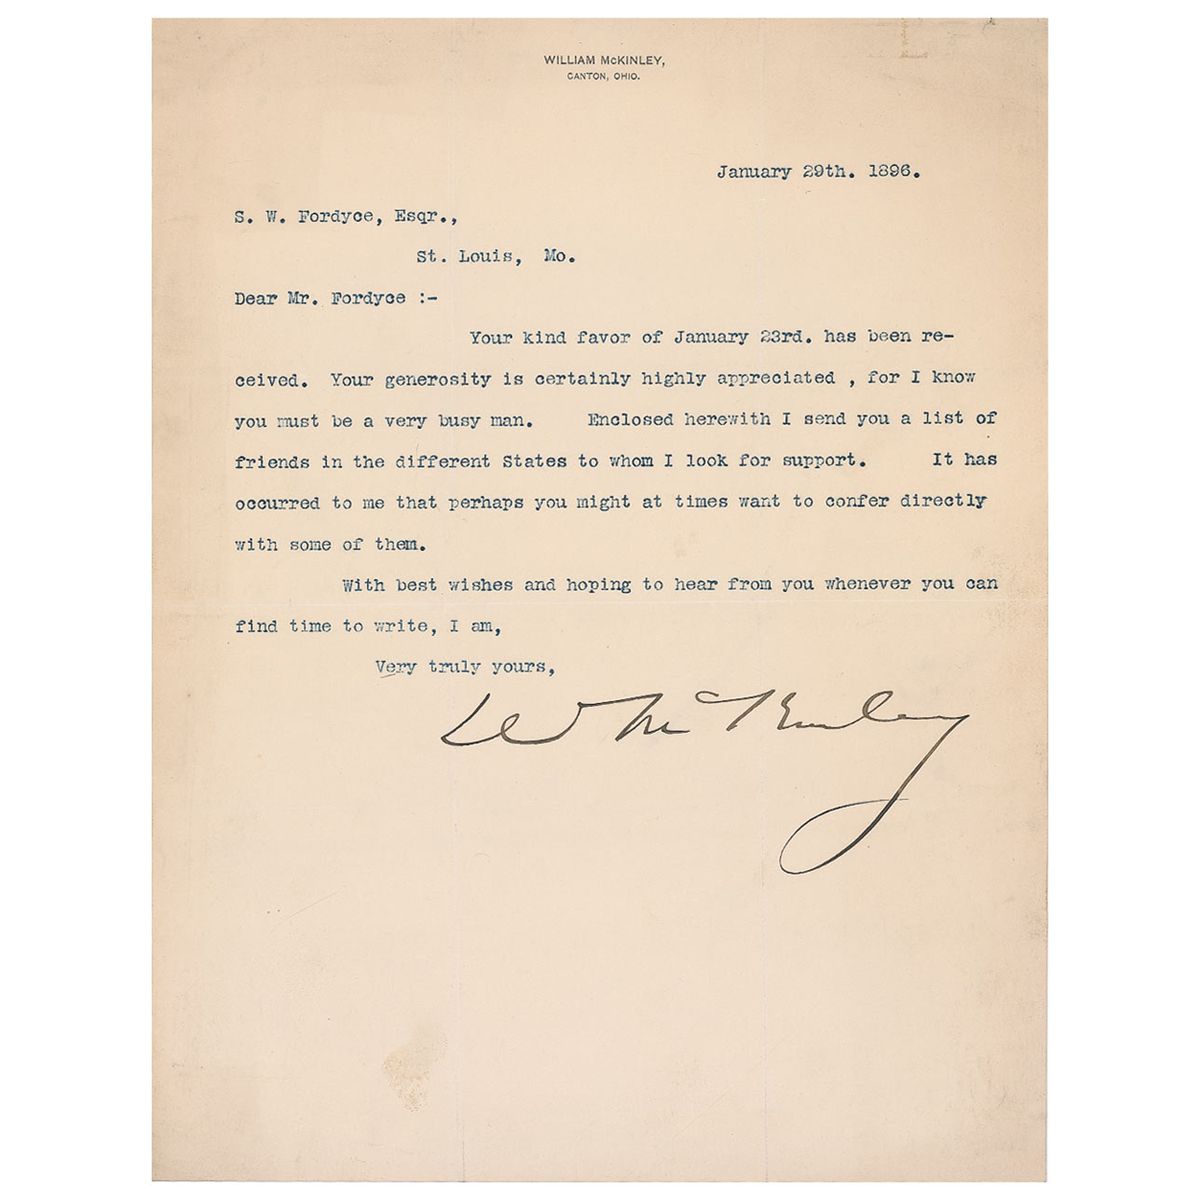 WILLIAM McKINLEY,
CANTON, OHIO.
January 29th. 1896.
S. W. Fordyce, Esqr.,
St. Louis, Mo.
Dear Mr. Fordyce :-
Your kind favor of January 23rd. has been re-
ceived. Your generosity is certainly highly appreciated , for I know
you must be a very busy man. Enclosed herewith I send you a list of
friends in the different States to whom I look for support. It has
occurred to me that perhaps you might at times want to confer directly
with some of them.
With best wishes and hoping to hear from you whenever you can
find time to write, I am,
Very truly yours,
W McKinley